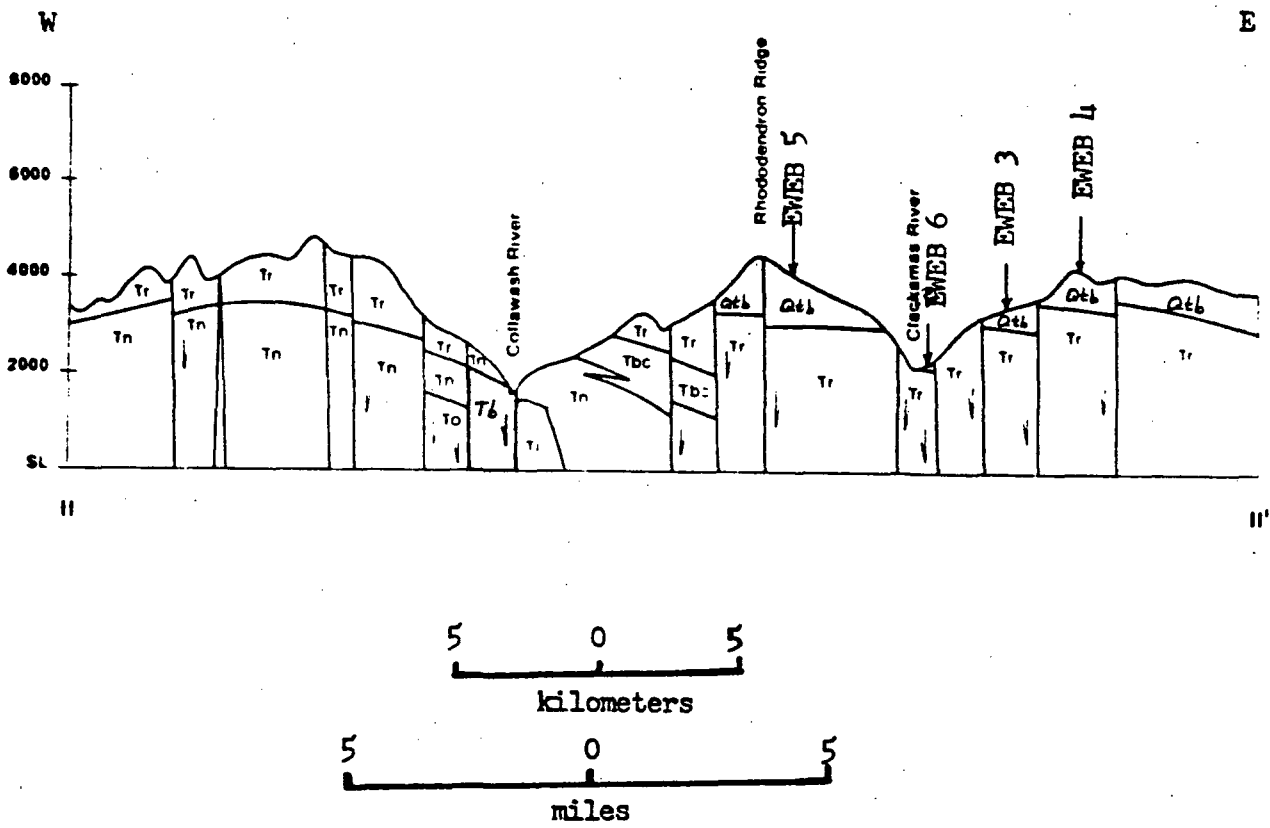 W E
8000
6000
4000
2000
SL
Collawash River
Rhododendron Ridge
EWEB 5
Clackamas River
EWEB 6
EWEB 3
EWEB 4
Tr Tr Tr Tr Tr Tr Tn Tr Tr
Tn Tn Tn Tn Tn Tn Tb Tn Tbc Tbc
Qtb Qtb Qtb Qtb Qtb
Tr Tr Tr Tr Tr Tr Tr
II II'
5 0 5
kilometers
5 0 5
miles